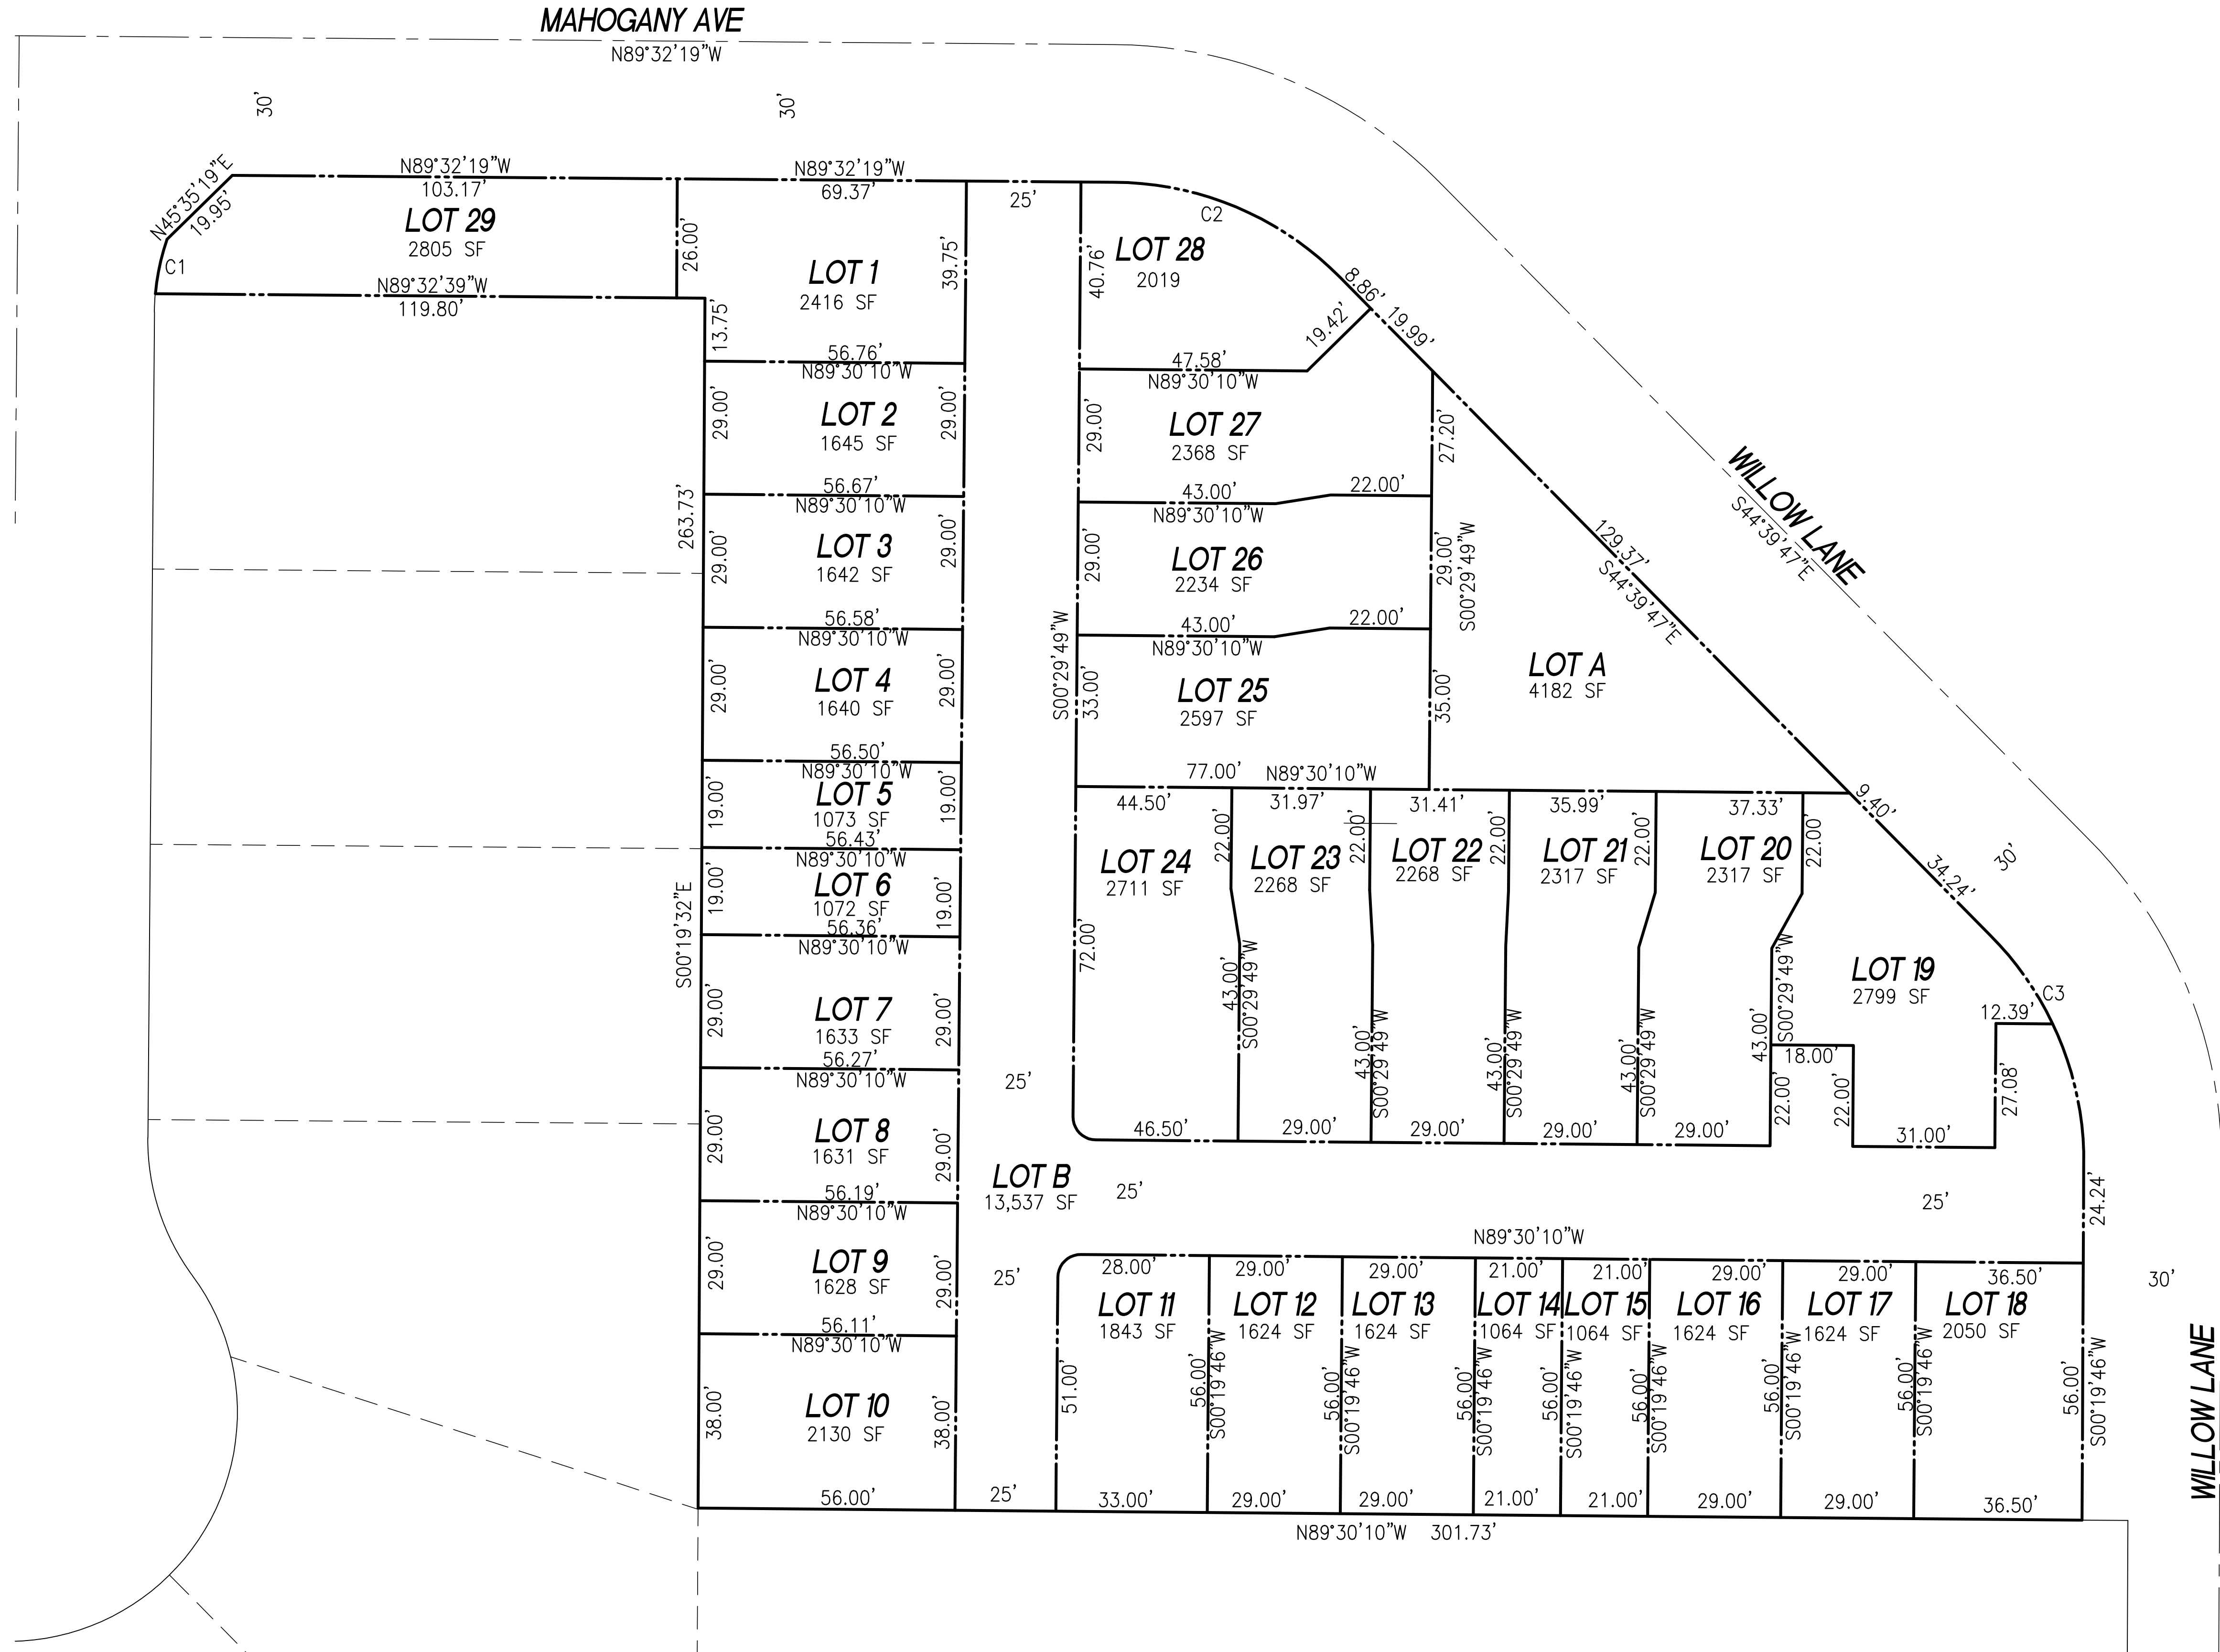 MAHOGANY AVE
N89°32'19"W
30'
30'
N45°35'19"E
19.95'
N89°32'19"W
103.17'
LOT 29
2805 SF
C1
N89°32'39"W
119.80'
26.00'
N89°32'19"W
69.37'
LOT 1
2416 SF
39.75'
13.75'
56.76'
N89°30'10"W
25'
C2
LOT 28
2019
40.76'
8.86'
19.42'
19.99'
47.58'
N89°30'10"W
29.00'
LOT 2
1645 SF
29.00'
56.67'
N89°30'10"W
263.73'
29.00'
LOT 3
1642 SF
29.00'
56.58'
N89°30'10"W
29.00'
LOT 4
1640 SF
29.00'
56.50'
N89°30'10"W
19.00'
LOT 5
1073 SF
19.00'
56.43'
N89°30'10"W
19.00'
LOT 6
1072 SF
19.00'
56.36'
N89°30'10"W
S00°19'32"E
29.00'
LOT 7
1633 SF
29.00'
56.27'
N89°30'10"W
29.00'
LOT 8
1631 SF
29.00'
56.19'
N89°30'10"W
29.00'
LOT 9
1628 SF
29.00'
56.11'
N89°30'10"W
38.00'
LOT 10
2130 SF
38.00'
56.00'
29.00'
LOT 27
2368 SF
27.20'
43.00'
22.00'
N89°30'10"W
29.00'
LOT 26
2234 SF
29.00'
S00°29'49"W
43.00'
22.00'
N89°30'10"W
S00°29'49"W
33.00'
LOT 25
2597 SF
35.00'
77.00'
N89°30'10"W
LOT A
4182 SF
129.37'
S44°39'47"E
WILLOW LANE
S44°39'47"E
44.50'
31.97'
31.41'
35.99'
37.33'
9.40'
34.24'
30'
22.00'
22.00'
22.00'
22.00'
22.00'
LOT 24
2711 SF
LOT 23
2268 SF
LOT 22
2268 SF
LOT 21
2317 SF
LOT 20
2317 SF
LOT 19
2799 SF
72.00'
43.00'
S00°29'49"W
43.00'
S00°29'49"W
43.00'
S00°29'49"W
43.00'
S00°29'49"W
43.00'
S00°29'49"W
C3
12.39'
18.00'
22.00'
22.00'
27.08'
31.00'
25'
46.50'
29.00'
29.00'
29.00'
29.00'
LOT B
13,537 SF
25'
25'
24.24'
N89°30'10"W
25'
30'
28.00'
29.00'
29.00'
21.00'
21.00'
29.00'
29.00'
36.50'
LOT 11
1843 SF
LOT 12
1624 SF
LOT 13
1624 SF
LOT 14
1064 SF
LOT 15
1064 SF
LOT 16
1624 SF
LOT 17
1624 SF
LOT 18
2050 SF
51.00'
56.00'
S00°19'46"W
56.00'
S00°19'46"W
56.00'
S00°19'46"W
56.00'
S00°19'46"W
56.00'
S00°19'46"W
56.00'
S00°19'46"W
56.00'
S00°19'46"W
56.00'
S00°19'46"W
WILLOW LANE
25'
33.00'
29.00'
29.00'
21.00'
21.00'
29.00'
29.00'
36.50'
N89°30'10"W 301.73'